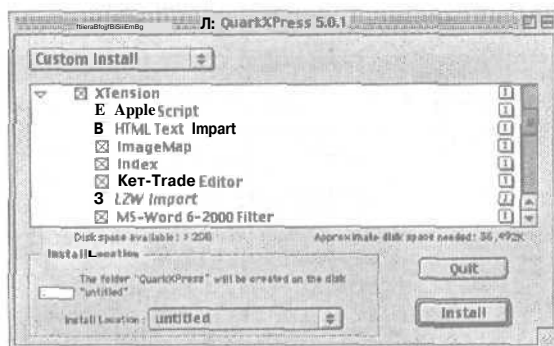 Л: QuarkXPress 5.0.1
Custom Install
XTension
E Apple Script
B HTML Text Impart
ImageMap
Index
Кет-Trade Editor
З LZW Import
MS-Word 6-2000 Filter
Disk space available: > 2GB Approximate disk space needed: 36,492K
Install Location
The folder "QuarkXPress" will be created on the disk
"untitled"
Quit
Install Location: untitled
Install